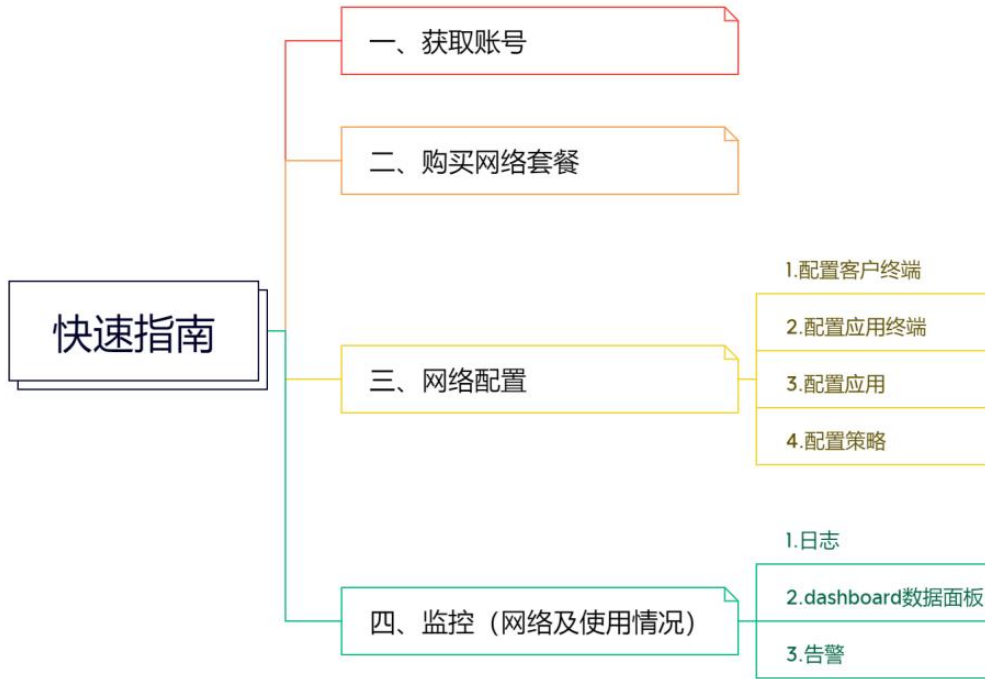 快速指南
一、获取账号
二、购买网络套餐
三、网络配置
1.配置客户终端
2.配置应用终端
3.配置应用
4.配置策略
四、监控（网络及使用情况）
1.日志
2.dashboard数据面板
3.告警